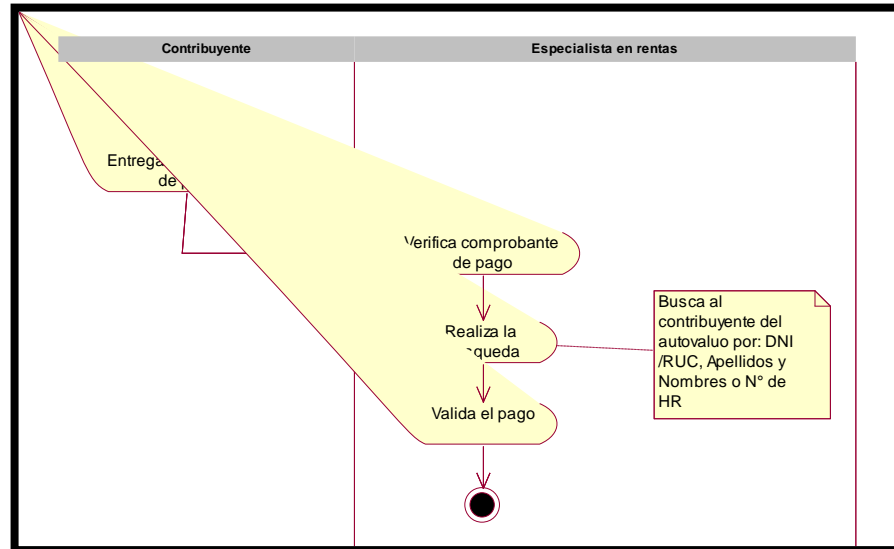 Contribuyente
Especialista en rentas
Entrega
de
Verifica comprobante
de pago
Realiza la
Valida el pago
Busca al
contribuyente del
autovaluo por: DNI
/RUC, Apellidos y
Nombres o N° de
HR